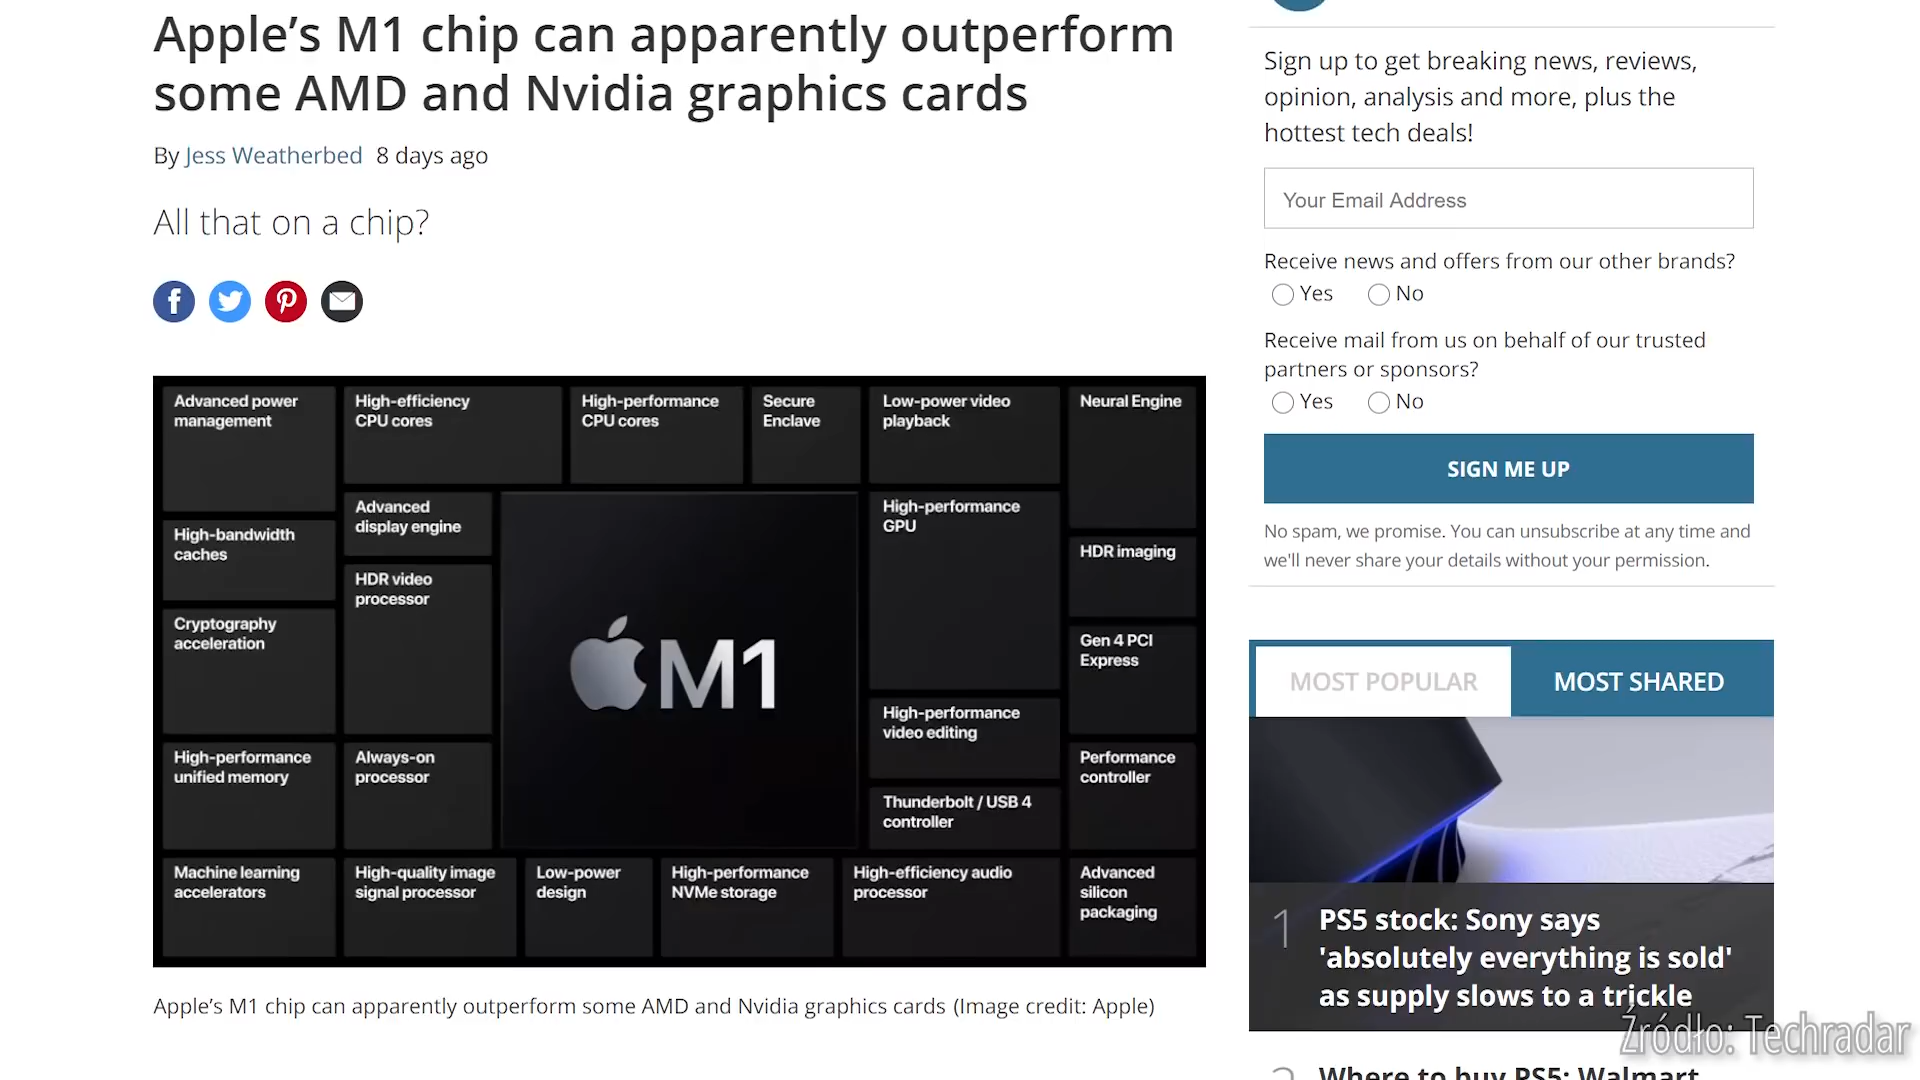 Apple’s M1 chip can apparently outperform
some AMD and Nvidia graphics cards
By Jess Weatherbed 8 days ago
All that on a chip?
Advanced power
management
High-efficiency
CPU cores
High-performance
CPU cores
Secure
Enclave
Low-power video
playback
Neural Engine
High-bandwidth
caches
Advanced
display engine
High-performance
GPU
HDR imaging
HDR video
processor
Cryptography
acceleration
M1
Gen 4 PCI
Express
High-performance
unified memory
Always-on
processor
High-performance
video editing
Performance
controller
Thunderbolt / USB 4
controller
Machine learning
accelerators
High-quality image
signal processor
Low-power
design
High-performance
NVMe storage
High-efficiency audio
processor
Advanced
silicon
packaging
Apple’s M1 chip can apparently outperform some AMD and Nvidia graphics cards (Image credit: Apple)
Sign up to get breaking news, reviews,
opinion, analysis and more, plus the
hottest tech deals!
Your Email Address
Receive news and offers from our other brands?
Yes No
Receive mail from us on behalf of our trusted
partners or sponsors?
Yes No
SIGN ME UP
No spam, we promise. You can unsubscribe at any time and
we'll never share your details without your permission.
MOST POPULAR MOST SHARED
1 PS5 stock: Sony says
'absolutely everything is sold'
as supply slows to a trickle
Źródło: Techradar
2 Where to buy PS5: Walmart